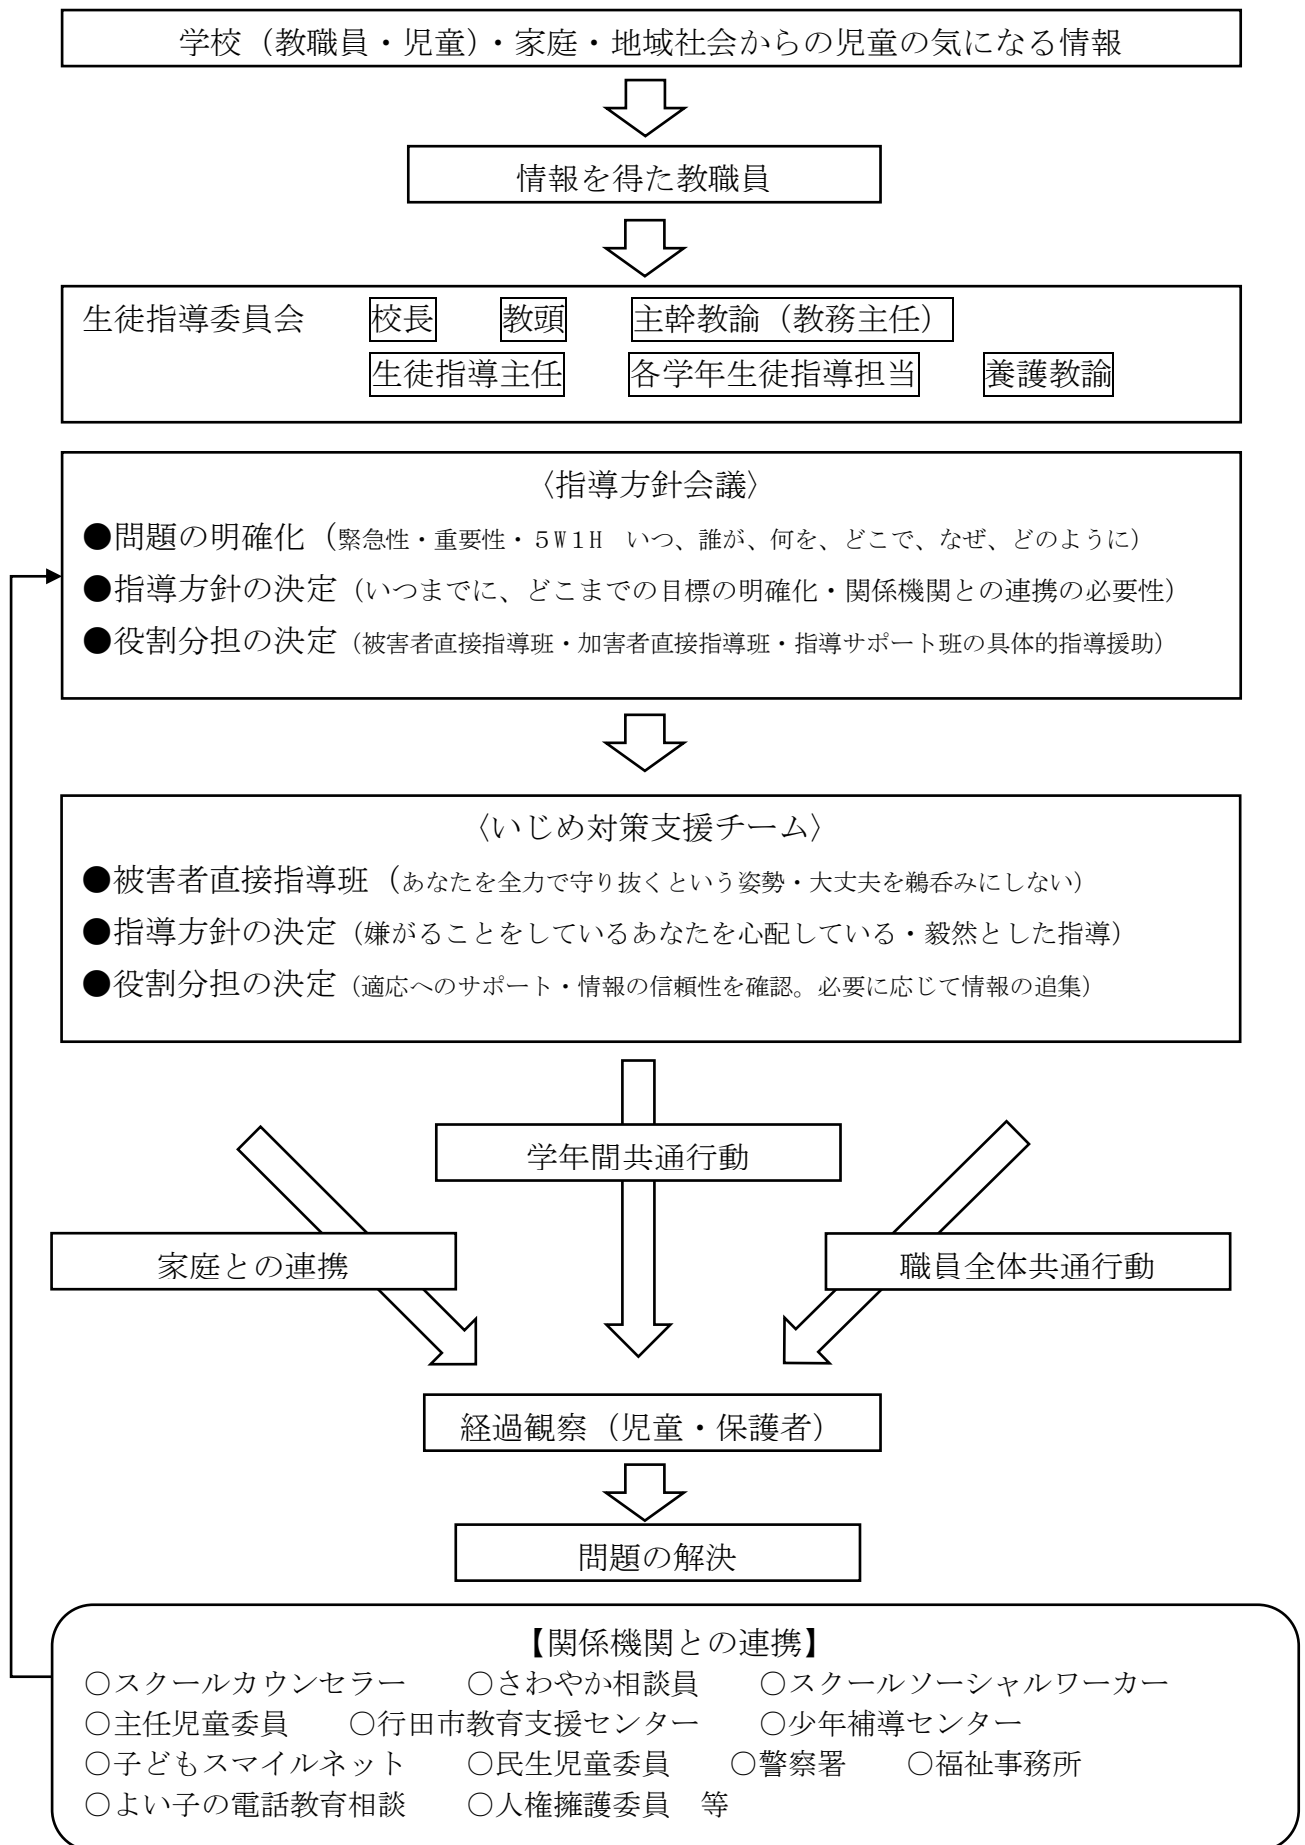 学校（教職員・児童）・家庭・地域社会からの児童の気になる情報
情報を得た教職員
生徒指導委員会　校長　教頭　主幹教諭（教務主任）
生徒指導主任　各学年生徒指導担当　養護教諭
〈指導方針会議〉
●問題の明確化（緊急性・重要性・５W１H　いつ、誰が、何を、どこで、なぜ、どのように）
●指導方針の決定（いつまでに、どこまでの目標の明確化・関係機関との連携の必要性）
●役割分担の決定（被害者直接指導班・加害者直接指導班・指導サポート班の具体的指導援助）
〈いじめ対策支援チーム〉
●被害者直接指導班（あなたを全力で守り抜くという姿勢・大丈夫を鵜呑みにしない）
●指導方針の決定（嫌がることをしているあなたを心配している・毅然とした指導）
●役割分担の決定（適応へのサポート・情報の信頼性を確認。必要に応じて情報の追集）
学年間共通行動
家庭との連携　職員全体共通行動
経過観察（児童・保護者）
問題の解決
【関係機関との連携】
○スクールカウンセラー　○さわやか相談員　○スクールソーシャルワーカー
○主任児童委員　○行田市教育支援センター　○少年補導センター
○子どもスマイルネット　○民生児童委員　○警察署　○福祉事務所
○よい子の電話教育相談　○人権擁護委員　等